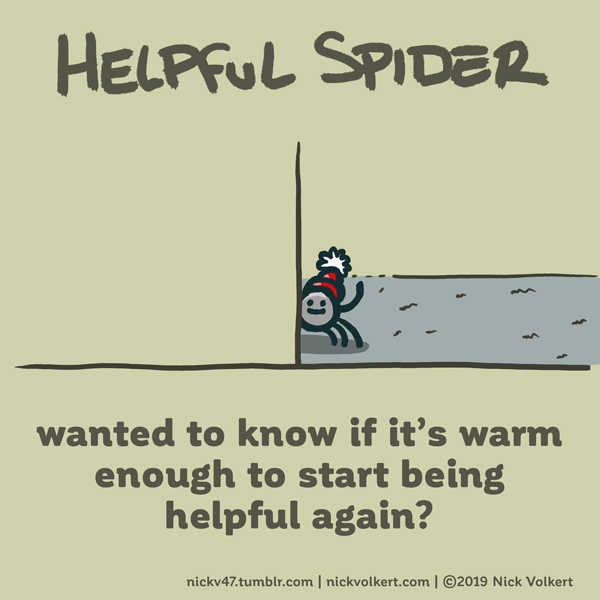 HELPFUL SPIDER
wanted to know if it's warm
enough to start being
helpful again?
nickv47.tumblr.com | nickvolkert.com | ©2019 Nick Volkert